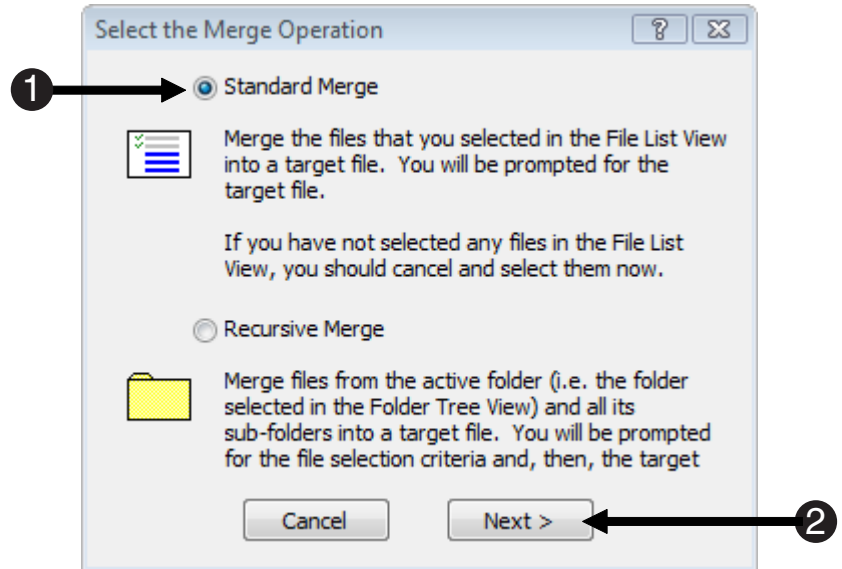 Select the Merge Operation
?
1
Standard Merge
Merge the files that you selected in the File List View
into a target file.  You will be prompted for the
target file.
If you have not selected any files in the File List
View, you should cancel and select them now.
Recursive Merge
Merge files from the active folder (i.e. the folder
selected in the Folder Tree View) and all its
sub-folders into a target file.  You will be prompted
for the file selection criteria and, then, the target
Cancel
Next >
2